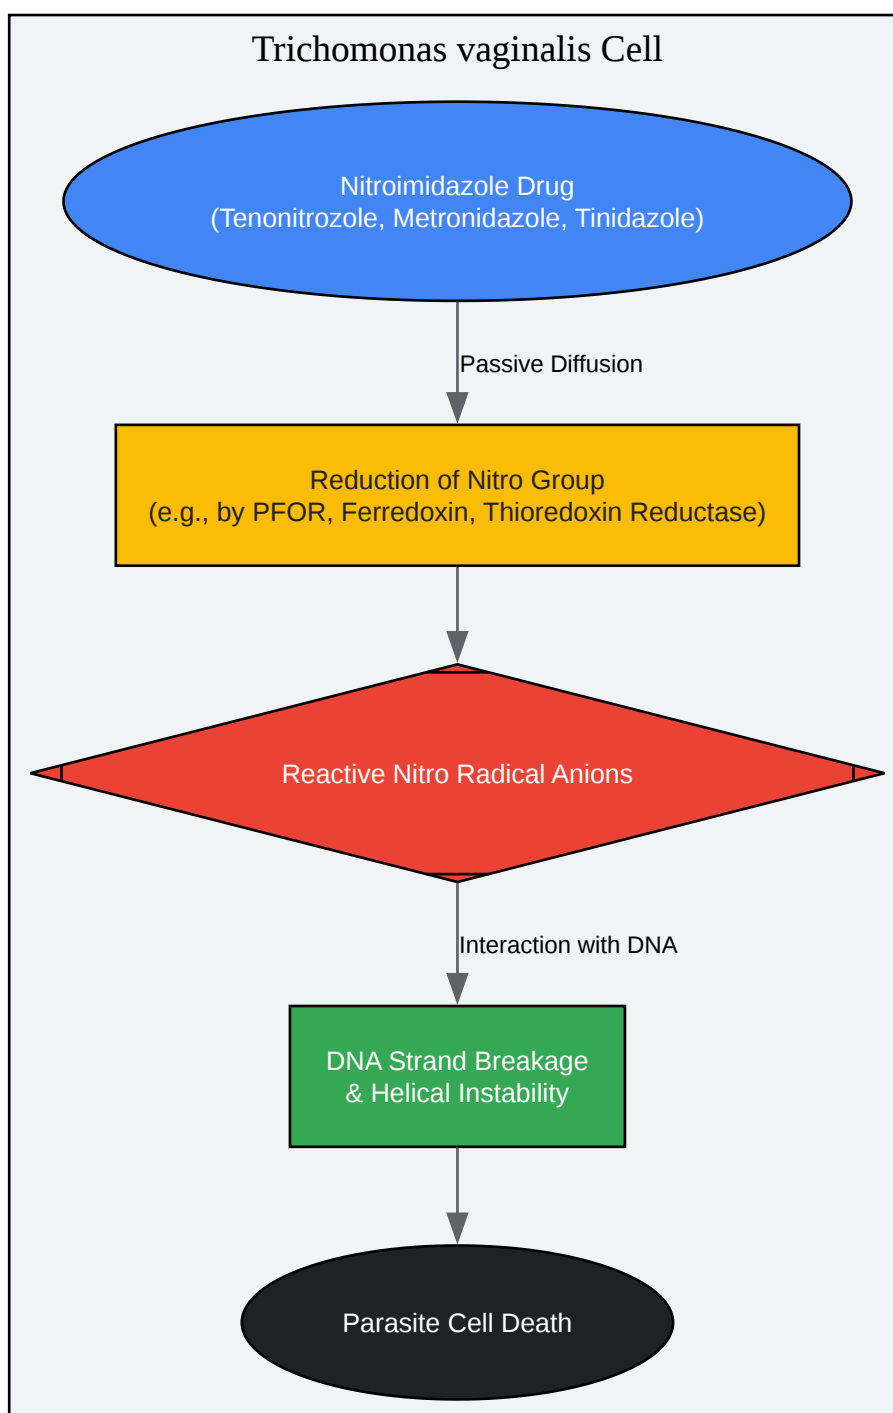 Trichomonas vaginalis Cell
Nitroimidazole Drug
(Tenonitrozole, Metronidazole, Tinidazole)
Passive Diffusion
Reduction of Nitro Group
(e.g., by PFOR, Ferredoxin, Thioredoxin Reductase)
Reactive Nitro Radical Anions
Interaction with DNA
DNA Strand Breakage
& Helical Instability
Parasite Cell Death